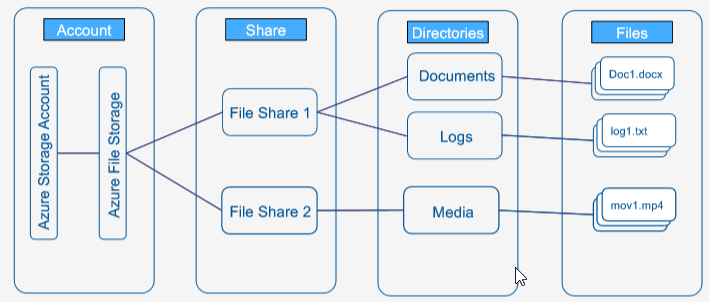 Account
Share
Directories
Files
Azure Storage Account
Azure File Storage
File Share 1
File Share 2
Documents
Logs
Media
Doc1.docx
log1.txt
mov1.mp4